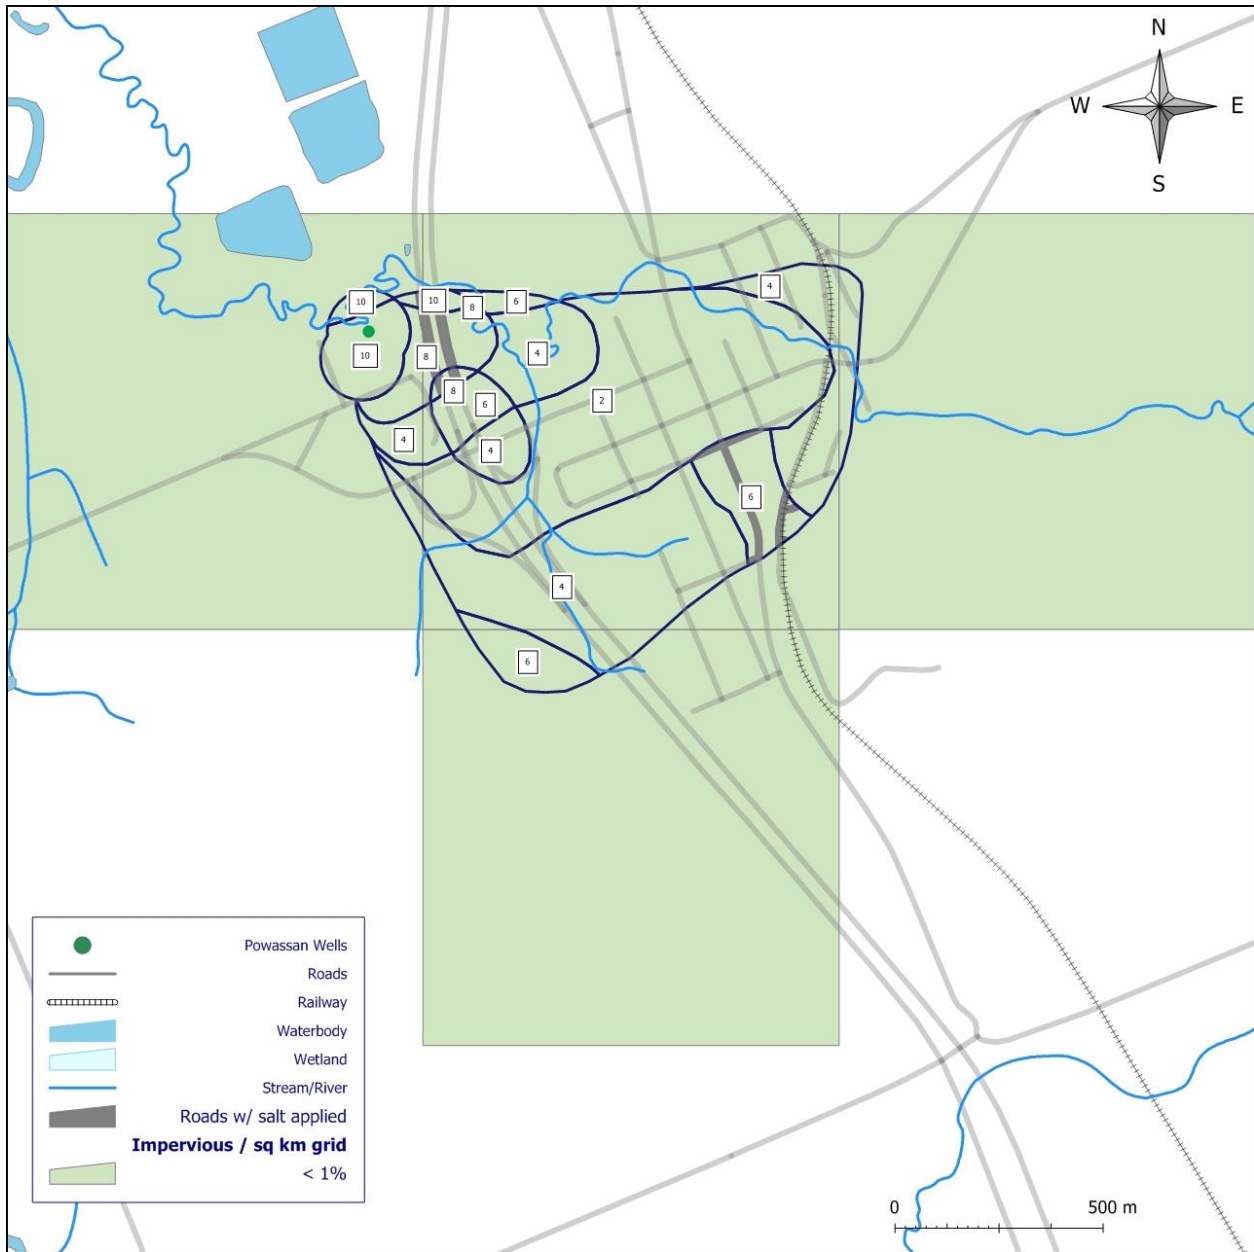 N
W E
S
4
10 10 8 6
10 8 4
8 6 2
4 4
6
4
6
Powassan Wells
Roads
Railway
Waterbody
Wetland
Stream/River
Roads w/ salt applied
Impervious / sq km grid
< 1%
0 500 m